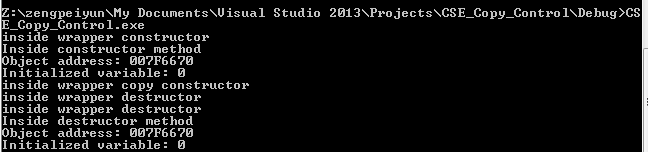 Z:\zengpeiyun\My Documents\Visual Studio 2013\Projects\CSE_Copy_Control\Debug>CS
E_Copy_Control.exe
inside wrapper constructor
Inside constructor method
Object address: 007F6670
Initialized variable: 0
inside wrapper copy constructor
inside wrapper destructor
inside wrapper destructor
Inside destructor method
Object address: 007F6670
Initialized variable: 0